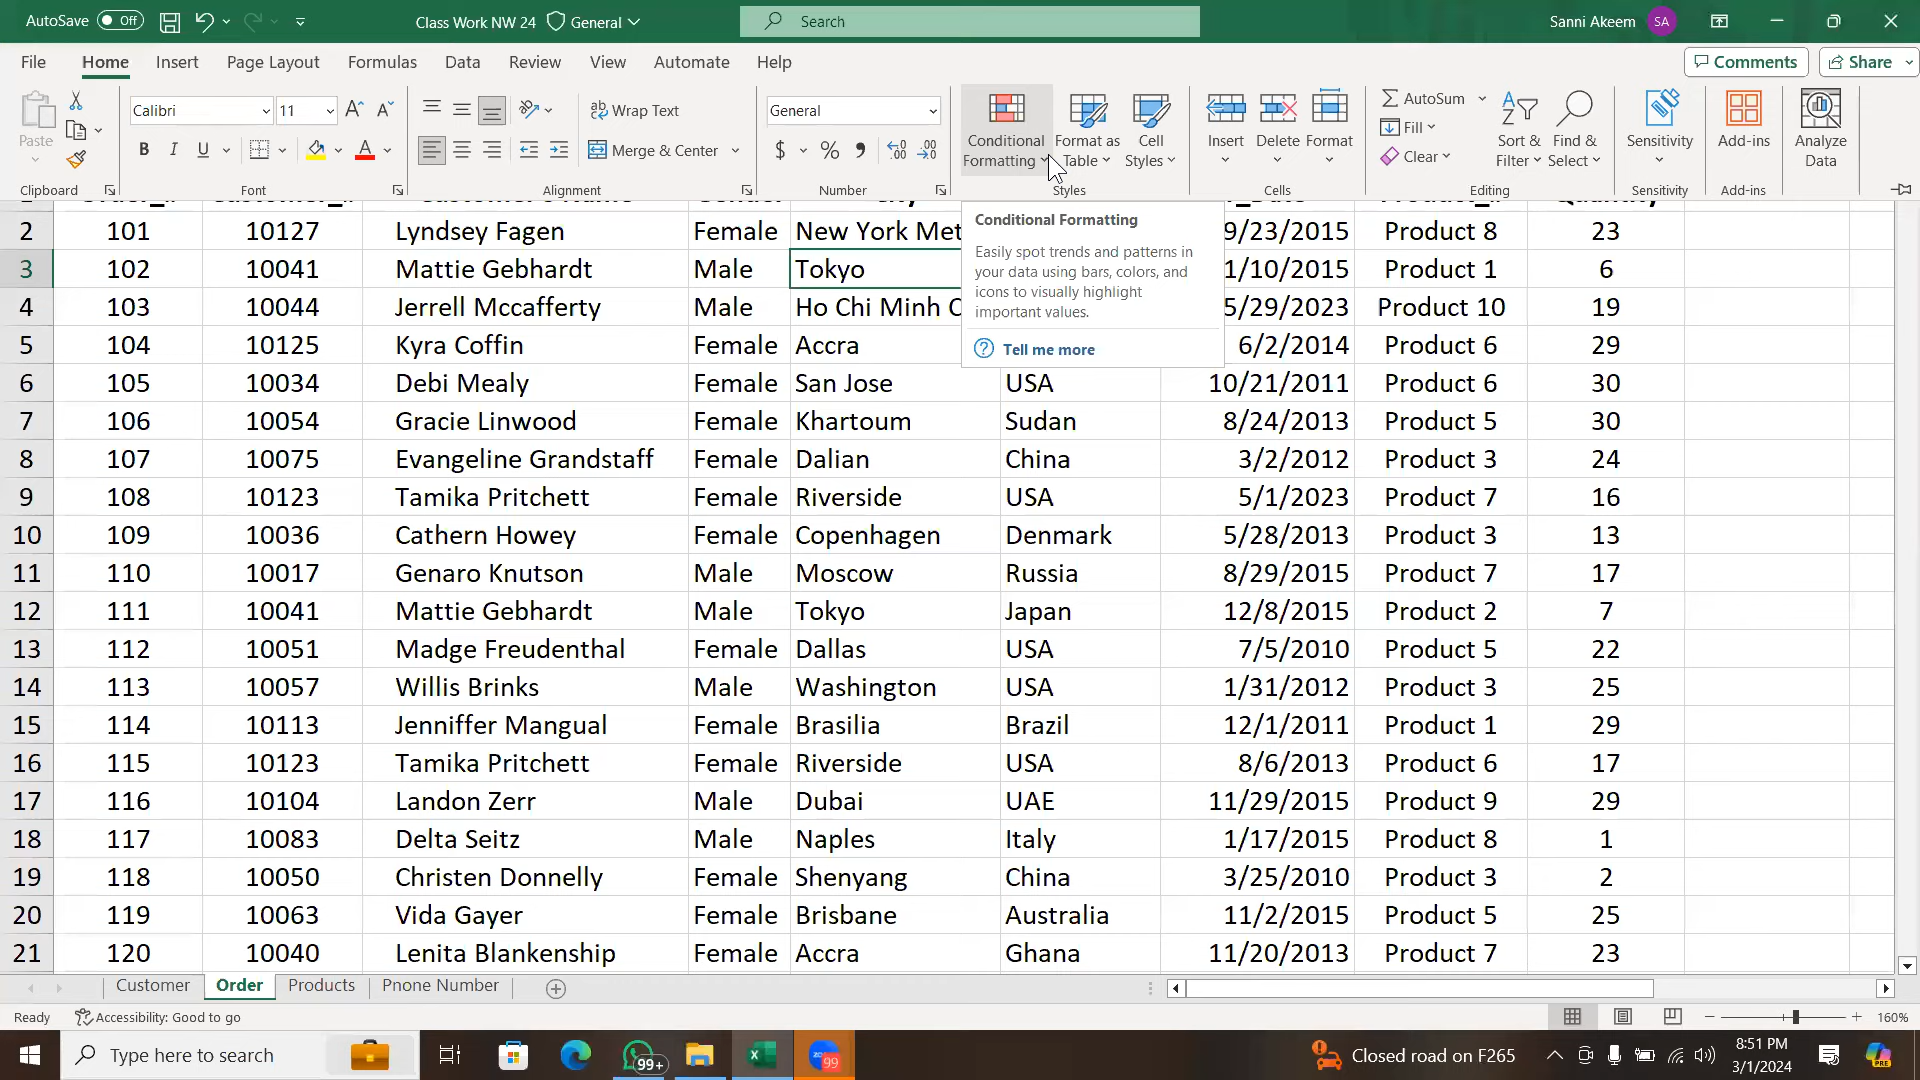 AutoSave Off Class Work NW 24 General Search Sanni Akeem SA
File Home Insert Page Layout Formulas Data Review View Automate Help Comments Share
Paste Calibri 11 Wrap Text General Conditional Formatting Format as Table Cell Styles Insert Delete Format AutoSum Sort & Filter Find & Select Sensitivity Add-ins Analyze Data
B I U A Merge & Center $ % Fill
Clear
Clipboard Font Alignment Number Styles Cells Editing Sensitivity Add-ins
Conditional Formatting
Easily spot trends and patterns in
your data using bars, colors, and
icons to visually highlight
important values.
Tell me more
2 101 10127 Lyndsey Fagen Female New York Met 9/23/2015 Product 8 23
3 102 10041 Mattie Gebhardt Male Tokyo 1/10/2015 Product 1 6
4 103 10044 Jerrell Mccafferty Male Ho Chi Minh C 5/29/2023 Product 10 19
5 104 10125 Kyra Coffin Female Accra 6/2/2014 Product 6 29
6 105 10034 Debi Mealy Female San Jose USA 10/21/2011 Product 6 30
7 106 10054 Gracie Linwood Female Khartoum Sudan 8/24/2013 Product 5 30
8 107 10075 Evangeline Grandstaff Female Dalian China 3/2/2012 Product 3 24
9 108 10123 Tamika Pritchett Female Riverside USA 5/1/2023 Product 7 16
10 109 10036 Cathern Howey Female Copenhagen Denmark 5/28/2013 Product 3 13
11 110 10017 Genaro Knutson Male Moscow Russia 8/29/2015 Product 7 17
12 111 10041 Mattie Gebhardt Male Tokyo Japan 12/8/2015 Product 2 7
13 112 10051 Madge Freudenthal Female Dallas USA 7/5/2010 Product 5 22
14 113 10057 Willis Brinks Male Washington USA 1/31/2012 Product 3 25
15 114 10113 Jenniffer Mangual Female Brasilia Brazil 12/1/2011 Product 1 29
16 115 10123 Tamika Pritchett Female Riverside USA 8/6/2013 Product 6 17
17 116 10104 Landon Zerr Male Dubai UAE 11/29/2015 Product 9 29
18 117 10083 Delta Seitz Male Naples Italy 1/17/2015 Product 8 1
19 118 10050 Christen Donnelly Female Shenyang China 3/25/2010 Product 3 2
20 119 10063 Vida Gayer Female Brisbane Australia 11/2/2015 Product 5 25
21 120 10040 Lenita Blankenship Female Accra Ghana 11/20/2013 Product 7 23
Customer Order Products Pnone Number
Ready Accessibility: Good to go 160%
Type here to search 99+ 99 Closed road on F265 8:51 PM
3/1/2024